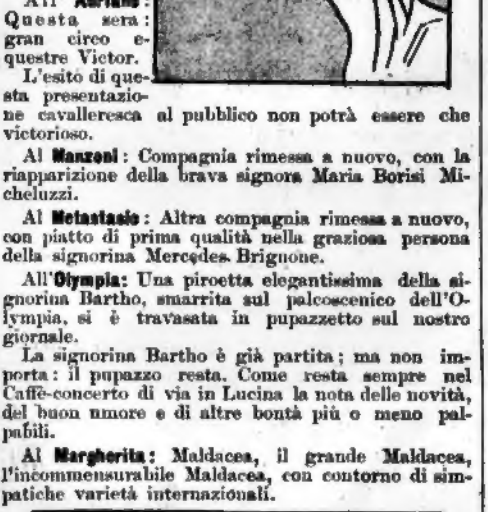 All'Adriano:
Questa sera:
gran circo e-
questre Victor.
L'esito di que-
sta presentazio-
ne cavalleresca al pubblico non potrà essere che
victorioso.
Al Manzoni: Compagnia rimessa a nuovo, con la
riapparizione della brava signora Maria Borisi Mi-
cheluzzi.
Al Metastasio: Altra compagnia rimessa a nuovo,
con piatto di prima qualità nella graziosa persona
della signorina Mercedes Brignone.
All'Olympia: Una piroetta elegantissima della si-
gnorina Bartho, smarrita sul palcoscenico dell'O-
lympia, si è travasata in pupazzetto sul nostro
giornale.
La signorina Bartho è già partita; ma non im-
porta: il pupazzo resta. Come resta sempre nel
Caffè-concerto di via in Lucina la nota delle novità,
del buon umore e di altre bontà più o meno pal-
pabili.
Al Margherita: Maldacea, il grande Maldacea,
l'incommensurabile Maldacea, con contorno di sim-
patiche varietà internazionali.